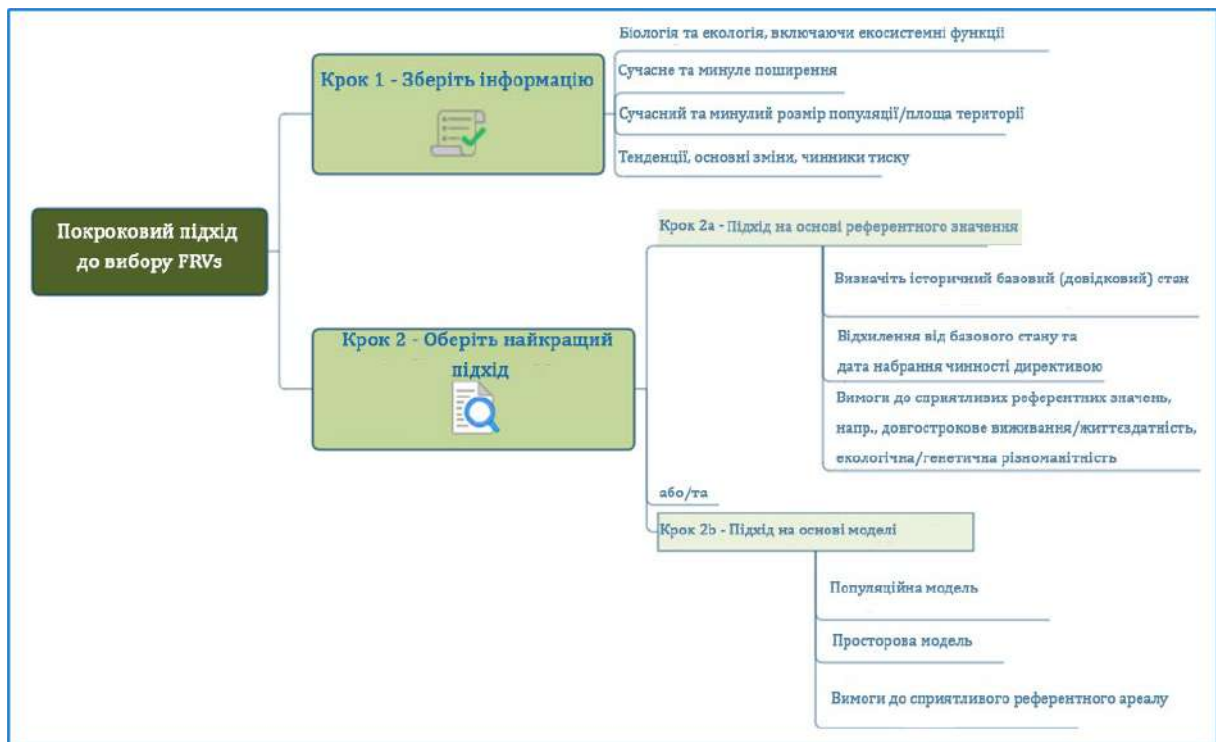 Покроковий підхід
до вибору FRVs
Крок 1 - Зберіть інформацію
Біологія та екологія, включаючи екосистемні функції
Сучасне та минуле поширення
Сучасний та минулий розмір популяції/площа території
Тенденції, основні зміни, чинники тиску
Крок 2 - Оберіть найкращий
підхід
Крок 2a - Підхід на основі референтного значення
Визначіть історичний базовий (довідковий) стан
Відхилення від базового стану та
дата набрання чинності директивою
Вимоги до сприятливих референтних значень,
напр., довгострокове виживання/життєздатність,
екологічна/генетична різноманітність
або/та
Крок 2b - Підхід на основі моделі
Популяційна модель
Просторова модель
Вимоги до сприятливого референтного ареалу